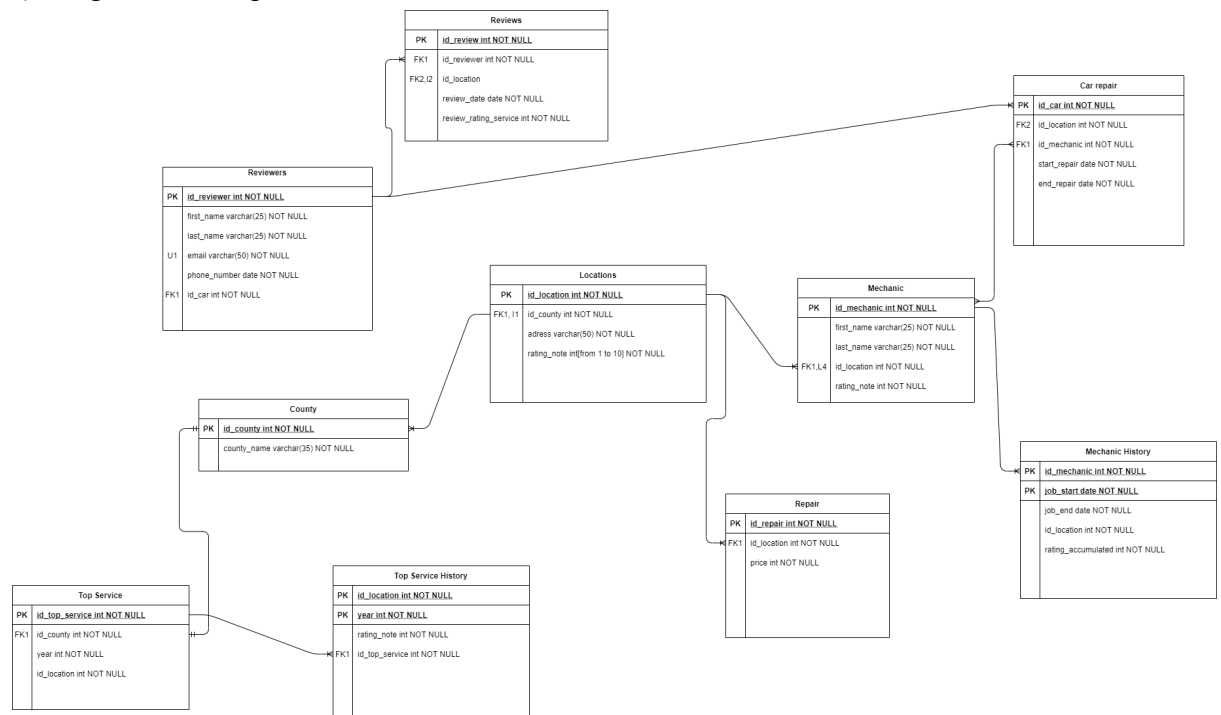 Reviews
PK id_review int NOT NULL
FK1 id_reviewer int NOT NULL
FK2,I2 id_location
review_date date NOT NULL
review_rating_service int NOT NULL
Car repair
PK id_car int NOT NULL
FK2 id_location int NOT NULL
FK1 id_mechanic int NOT NULL
start_repair date NOT NULL
end_repair date NOT NULL
Reviewers
PK id_reviewer int NOT NULL
first_name varchar(25) NOT NULL
last_name varchar(25) NOT NULL
U1 email varchar(50) NOT NULL
phone_number date NOT NULL
FK1 id_car int NOT NULL
Locations
PK id_location int NOT NULL
FK1, I1 id_county int NOT NULL
adress varchar(50) NOT NULL
rating_note int[from 1 to 10] NOT NULL
Mechanic
PK id_mechanic int NOT NULL
first_name varchar(25) NOT NULL
last_name varchar(25) NOT NULL
FK1,L4 id_location int NOT NULL
rating_note int NOT NULL
County
PK id_county int NOT NULL
county_name varchar(35) NOT NULL
Mechanic History
PK id_mechanic int NOT NULL
PK job_start date NOT NULL
job_end date NOT NULL
id_location int NOT NULL
rating_accumulated int NOT NULL
Repair
PK id_repair int NOT NULL
FK1 id_location int NOT NULL
price int NOT NULL
Top Service
PK id_top_service int NOT NULL
FK1 id_county int NOT NULL
year int NOT NULL
id_location int NOT NULL
Top Service History
PK id_location int NOT NULL
PK year int NOT NULL
rating_note int NOT NULL
FK1 id_top_service int NOT NULL